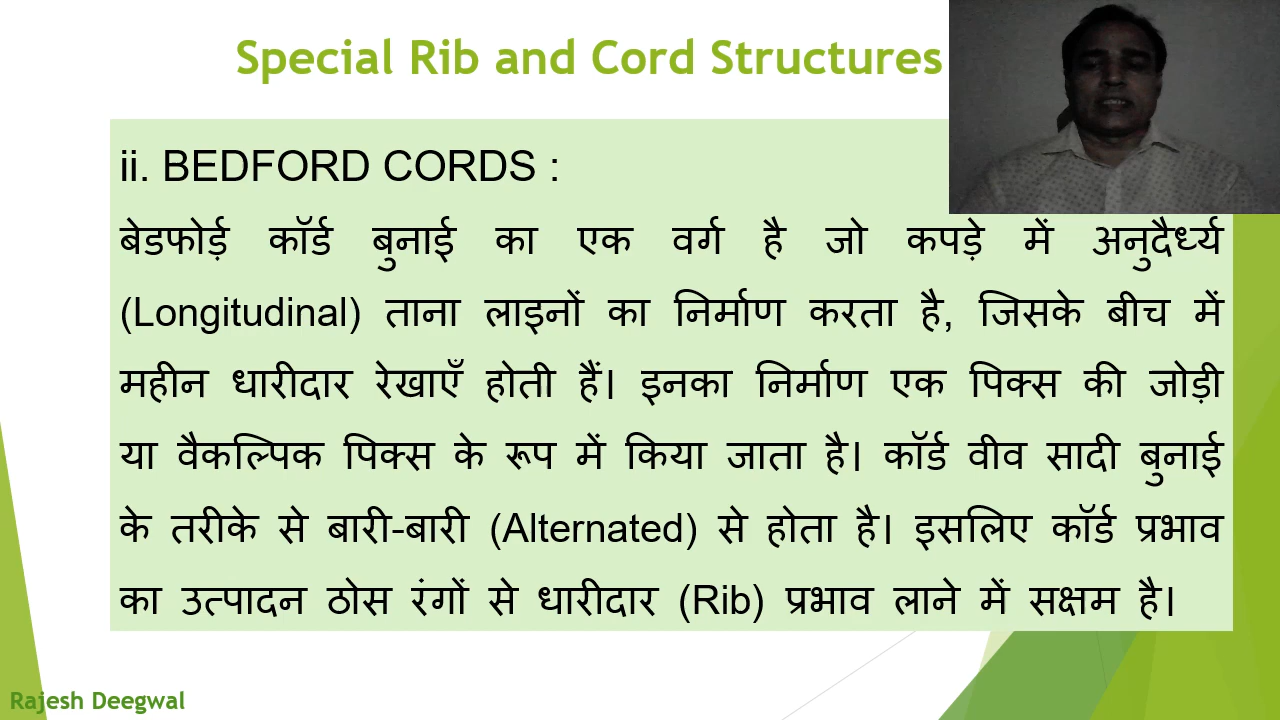 Special Rib and Cord Structures
ii. BEDFORD CORDS :
बेडफोर्ड़ कॉर्ड बुनाई का एक वर्ग है जो कपड़े में अनुदैर्ध्य
(Longitudinal) ताना लाइनों का निर्माण करता है, जिसके बीच में
महीन धारीदार रेखाएँ होती हैं। इनका निर्माण एक पिक्स की जोड़ी
या वैकल्पिक पिक्स के रूप में किया जाता है। कॉर्ड वीव सादी बुनाई
के तरीके से बारी-बारी (Alternated) से होता है। इसलिए कॉर्ड प्रभाव
का उत्पादन ठोस रंगों से धारीदार (Rib) प्रभाव लाने में सक्षम है।
Rajesh Deegwal